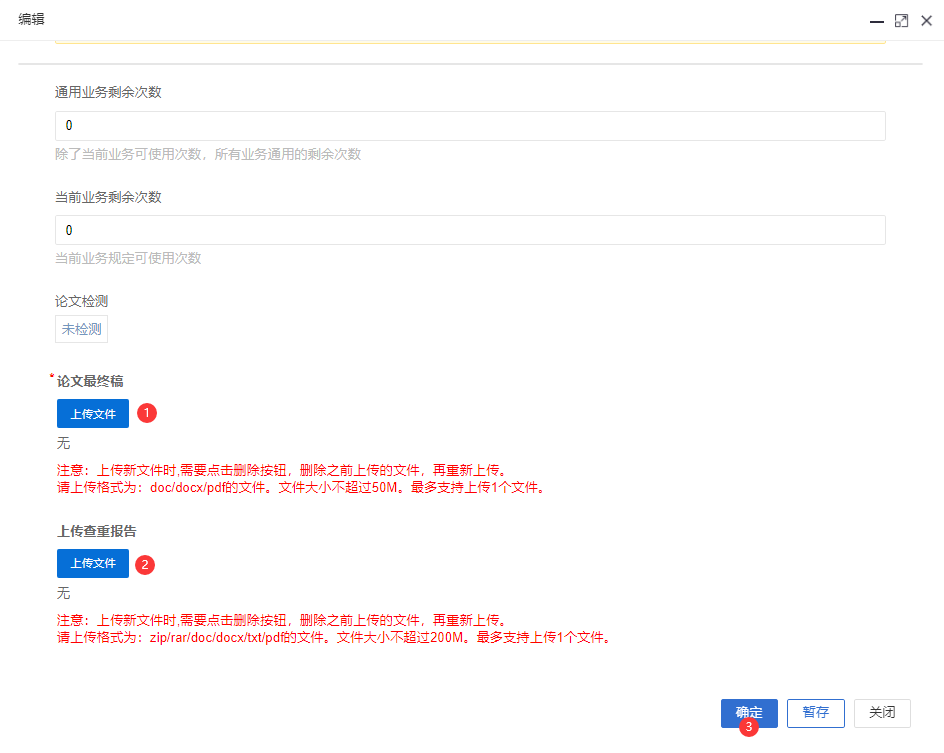 编辑
通用业务剩余次数
0
除了当前业务可使用次数，所有业务通用的剩余次数
当前业务剩余次数
0
当前业务规定可使用次数
论文检测
未检测
*论文最终稿
上传文件 1
无
注意：上传新文件时,需要点击删除按钮，删除之前上传的文件，再重新上传。
请上传格式为：doc/docx/pdf的文件。文件大小不超过50M。最多支持上传1个文件。
上传查重报告
上传文件 2
无
注意：上传新文件时,需要点击删除按钮，删除之前上传的文件，再重新上传。
请上传格式为：zip/rar/doc/docx/txt/pdf的文件。文件大小不超过200M。最多支持上传1个文件。
确定 暂存 关闭
3